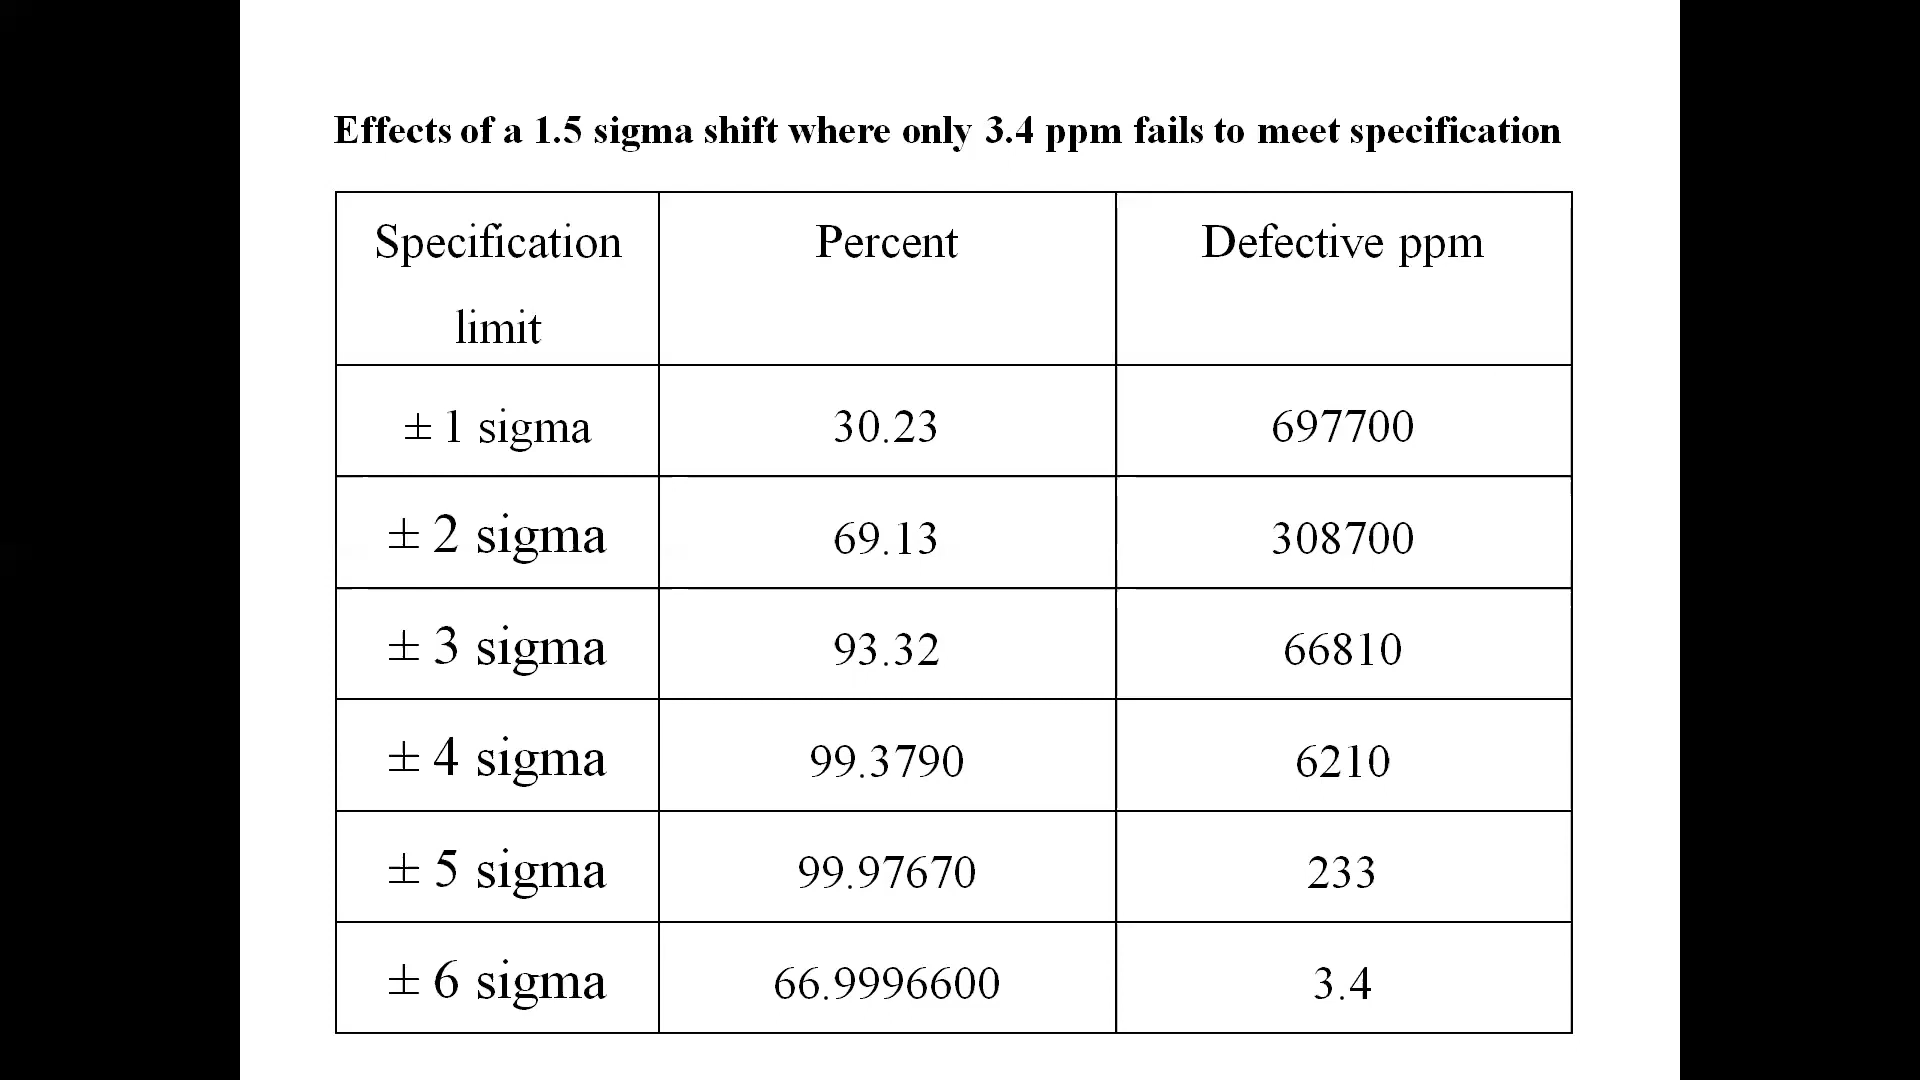 Effects of a 1.5 sigma shift where only 3.4 ppm fails to meet specification
Specification limit Percent Defective ppm
± 1 sigma 30.23 697700
± 2 sigma 69.13 308700
± 3 sigma 93.32 66810
± 4 sigma 99.3790 6210
± 5 sigma 99.97670 233
± 6 sigma 66.9996600 3.4